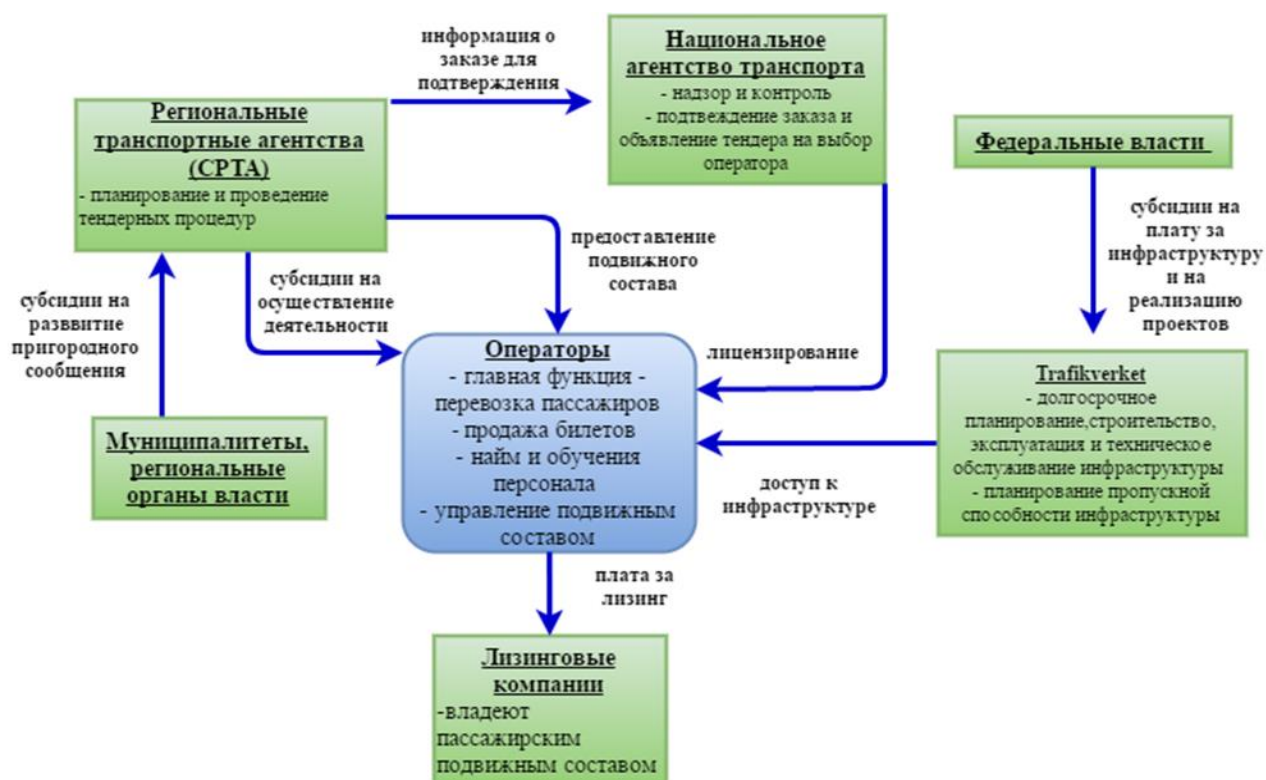 информация о
заказе для
подтверждения
Национальное
агентство транспорта
- надзор и контроль
- подтвеждение заказа и
объявление тендера на выбор
оператора
Региональные
транспортные агентства
(СРТА)
- планирование и проведение
тендерных процедур
Федеральные власти
субсидии на
плату за
инфраструктуру
и на
реализацию
проектов
предоставление
подвижного
состава
субсидии на
осуществление
деятельности
субсидии на
разввитие
пригородного
сообщения
Операторы
- главная функция -
перевозка пассажиров
- продажа билетов
- найм и обучения
персонала
- управление подвижным
составом
лицензирование
Trafikverket
- долгосрочное
планирование,строительство,
эксплуатация и техническое
обслуживание инфраструктуры
- планирование пропускной
способности инфраструктуры
Муниципалитеты,
региональные
органы власти
доступ к
инфраструктуре
плата за
лизинг
Лизинговые
компании
-владеют
пассажирским
подвижным составом